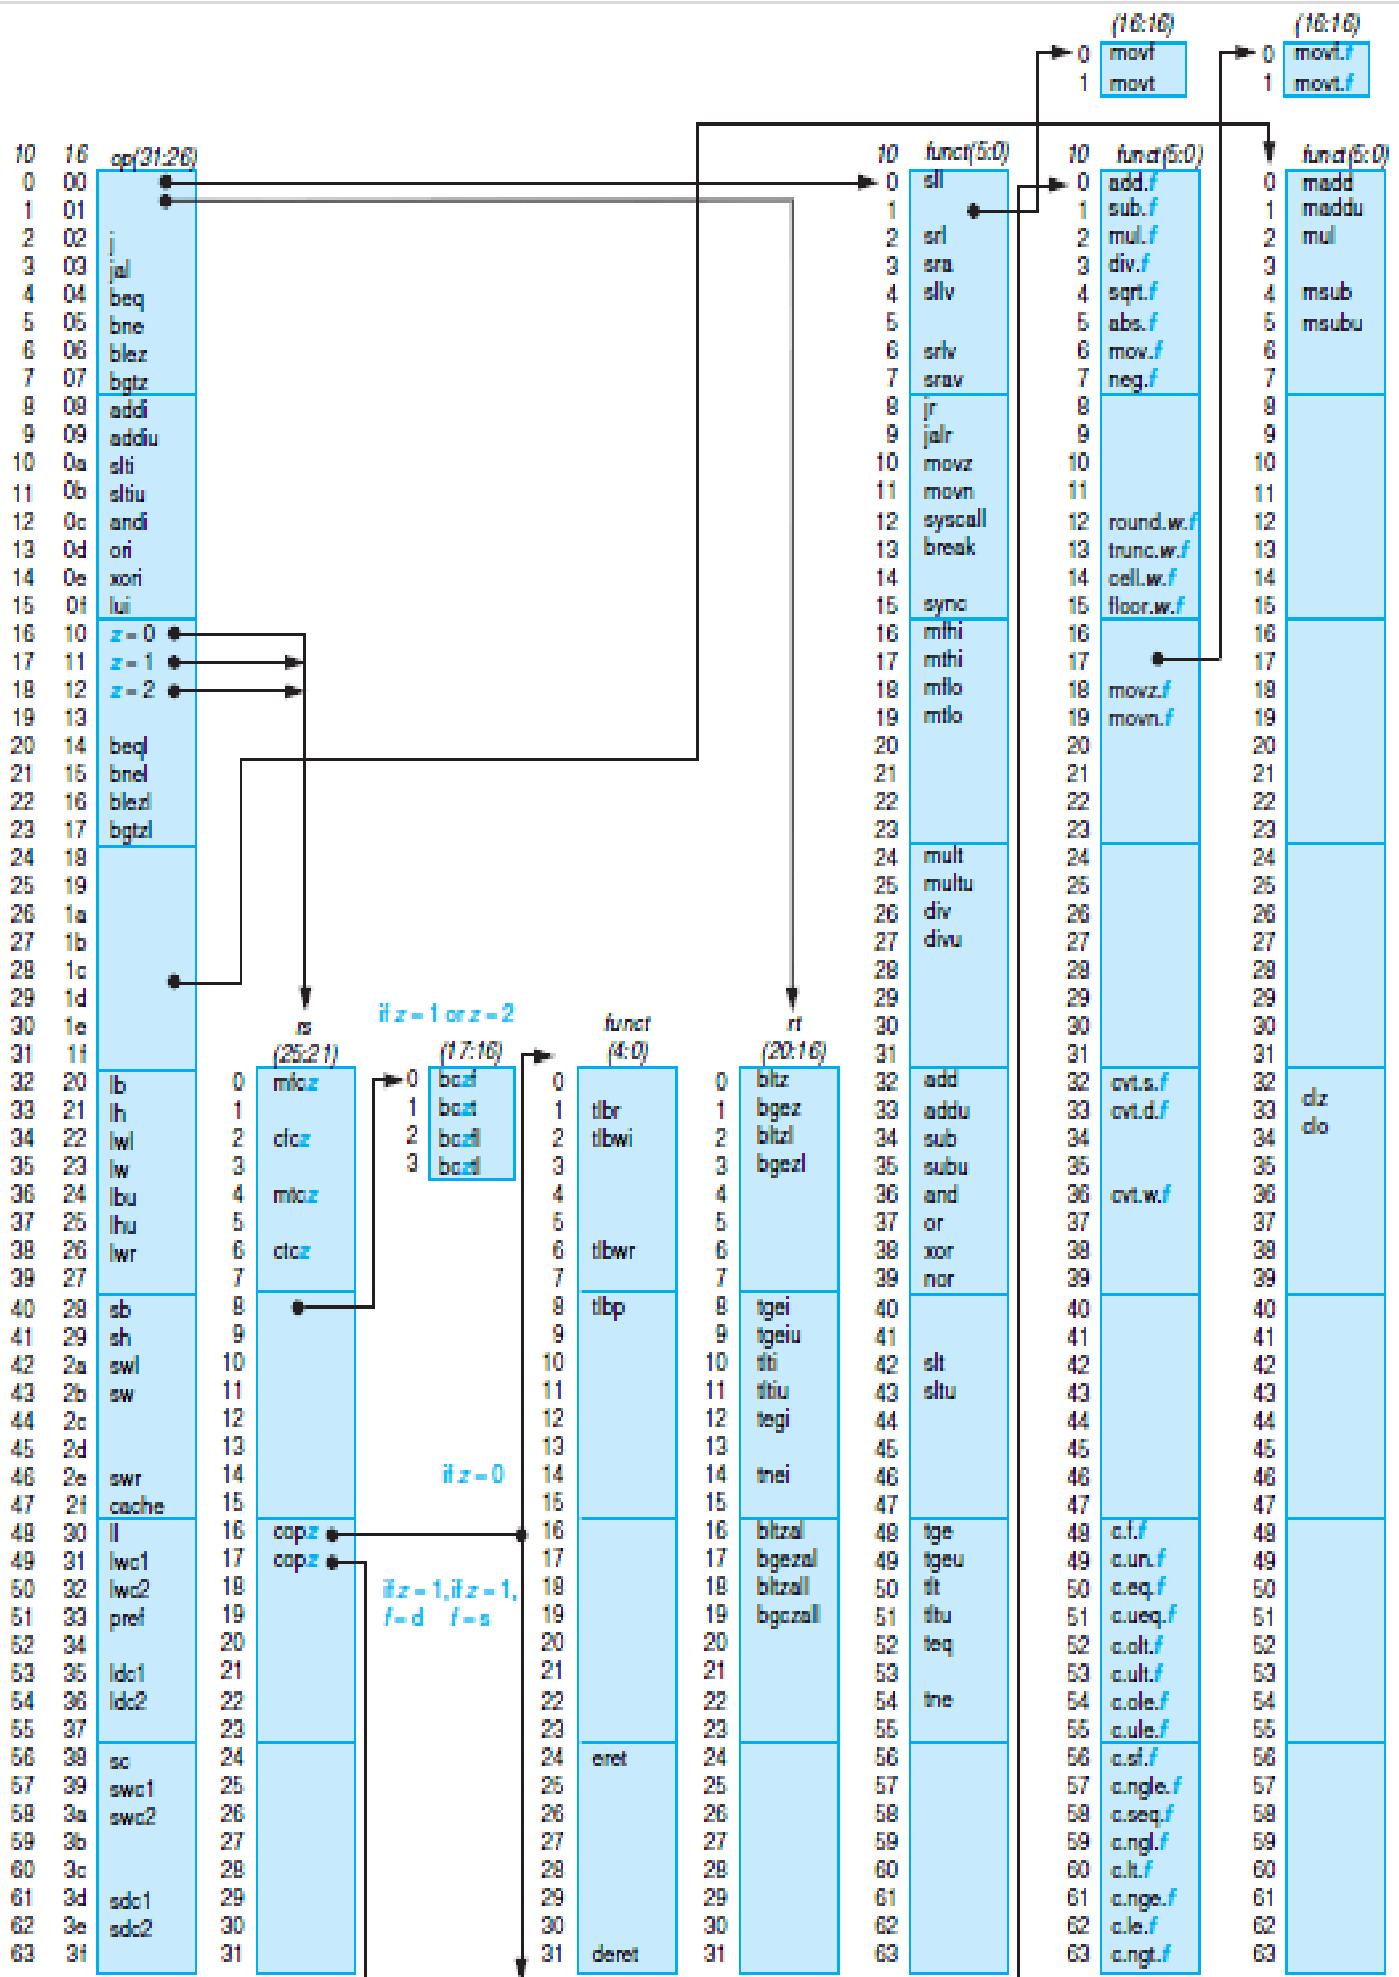 (16:16) (16:16)
0 movf 0 movf.f
1 movt 1 movt.f
10 16 op(31:26) 10 funct(5:0) 10 funct(5:0) funct(5:0)
0 00 0 sll 0 add.f 0 madd
1 01 1 1 sub.f 1 maddu
2 02 j 2 srl 2 mul.f 2 mul
3 03 jal 3 sra 3 div.f 3
4 04 beq 4 sllv 4 sqrt.f 4 msub
5 05 bne 5 5 abs.f 5 msubu
6 06 blez 6 srlv 6 mov.f 6
7 07 bgtz 7 srav 7 neg.f 7
8 08 addi 8 jr 8 8
9 09 addiu 9 jalr 9 9
10 0a slti 10 movz 10 10
11 0b sltiu 11 movn 11 11
12 0c andi 12 syscall 12 round.w.f 12
13 0d ori 13 break 13 trunc.w.f 13
14 0e xori 14 14 ceil.w.f 14
15 0f lui 15 sync 15 floor.w.f 15
16 10 z = 0 16 mfhi 16 16
17 11 z = 1 17 mthi 17 17
18 12 z = 2 18 mflo 18 movz.f 18
19 13 19 mtlo 19 movn.f 19
20 14 beql 20 20 20
21 15 bnel 21 21 21
22 16 blezl 22 22 22
23 17 bgtzl 23 23 23
24 18 24 mult 24 24
25 19 25 multu 25 25
26 1a 26 div 26 26
27 1b 27 divu 27 27
28 1c 28 28 28
29 1d 29 29 29
30 1e rs if z = 1 or z = 2 funct rt 30 30 30
31 1f (25:21) (17:16) (4:0) (20:16) 31 31 31
32 20 lb 0 mfcz 0 bczf 0 0 bltz 32 add 32 cvt.s.f 32
33 21 lh 1 1 bczt 1 tlbr 1 bgez 33 addu 33 cvt.d.f 33 clz
34 22 lwl 2 cfcz 2 bczfl 2 tlbwi 2 bltzl 34 sub 34 34 clo
35 23 lw 3 3 bcztl 3 3 bgezl 35 subu 35 35
36 24 lbu 4 mtcz 4 4 36 and 36 cvt.w.f 36
37 25 lhu 5 5 5 37 or 37 37
38 26 lwr 6 ctcz 6 tlbwr 6 38 xor 38 38
39 27 7 7 7 39 nor 39 39
40 28 sb 8 8 tlbp 8 tgei 40 40 40
41 29 sh 9 9 9 tgeiu 41 41 41
42 2a swl 10 10 10 tlti 42 slt 42 42
43 2b sw 11 11 11 tltiu 43 sltu 43 43
44 2c 12 12 12 tegi 44 44 44
45 2d 13 13 13 45 45 45
46 2e swr 14 if z = 0 14 14 tnei 46 46 46
47 2f cache 15 15 15 47 47 47
48 30 ll 16 copz 16 16 bltzal 48 tge 48 c.f.f 48
49 31 lwc1 17 copz 17 17 bgezal 49 tgeu 49 c.un.f 49
50 32 lwc2 18 if z = 1, if z = 1, 18 18 bltzall 50 tlt 50 c.eq.f 50
51 33 pref 19 f = d f = s 19 19 bgczall 51 tltu 51 c.ueq.f 51
52 34 20 20 20 52 teq 52 c.olt.f 52
53 35 ldc1 21 21 21 53 53 c.ult.f 53
54 36 ldc2 22 22 22 54 tne 54 c.ole.f 54
55 37 23 23 23 55 55 c.ule.f 55
56 38 sc 24 24 eret 24 56 56 c.sf.f 56
57 39 swc1 25 25 25 57 57 c.ngle.f 57
58 3a swc2 26 26 26 58 58 c.seq.f 58
59 3b 27 27 27 59 59 c.ngl.f 59
60 3c 28 28 28 60 60 c.lt.f 60
61 3d sdc1 29 29 29 61 61 c.nge.f 61
62 3e sdc2 30 30 30 62 62 c.le.f 62
63 3f 31 31 deret 31 63 63 c.ngt.f 63